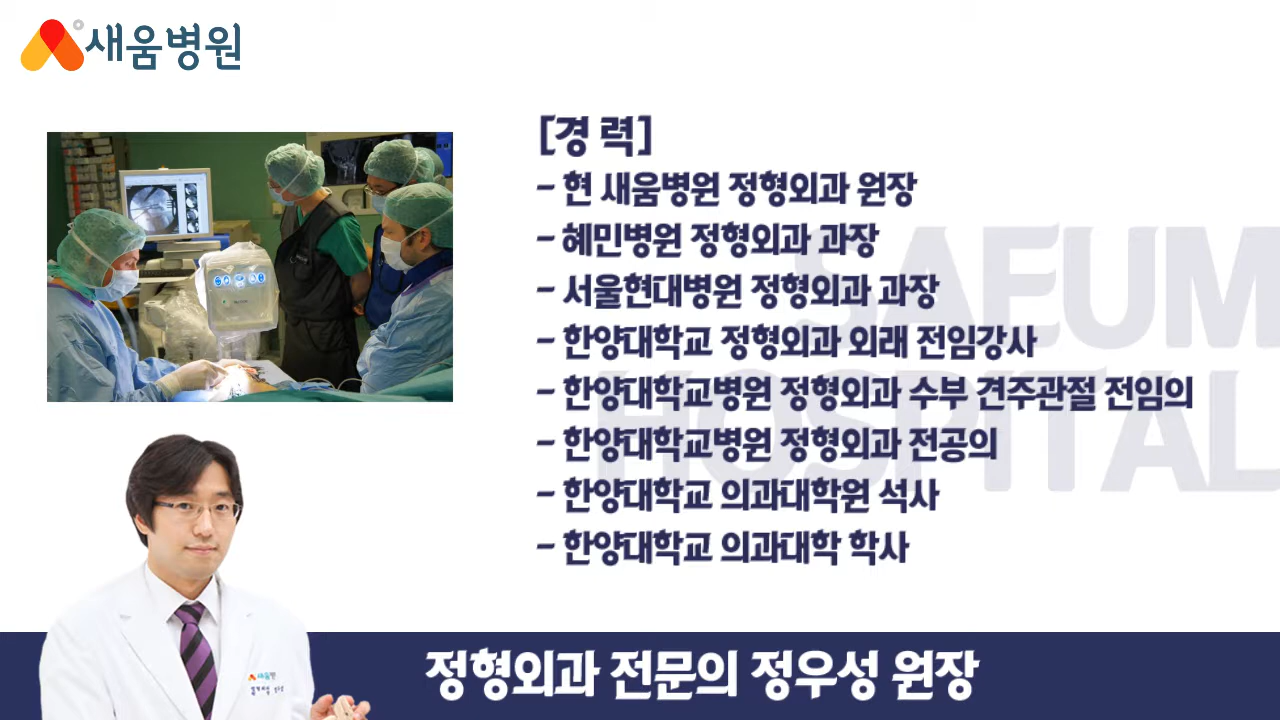 새움병원
[경 력]
- 현 새움병원 정형외과 원장
- 혜민병원 정형외과 과장
- 서울현대병원 정형외과 과장
- 한양대학교 정형외과 외래 전임강사
- 한양대학교병원 정형외과 수부 견주관절 전임의
- 한양대학교병원 정형외과 전공의
- 한양대학교 의과대학원 석사
- 한양대학교 의과대학 학사
SAEUM
HOSPITAL
새움병원
정형외과 전문의 정우성 원장